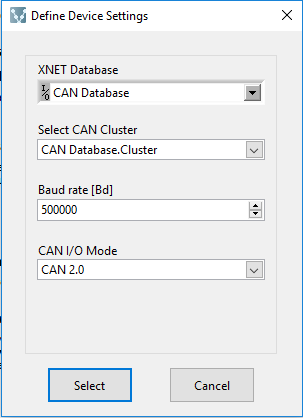 Define Device Settings
XNET Database
I/O CAN Database
Select CAN Cluster
CAN Database.Cluster
Baud rate [Bd]
500000
CAN I/O Mode
CAN 2.0
Select Cancel